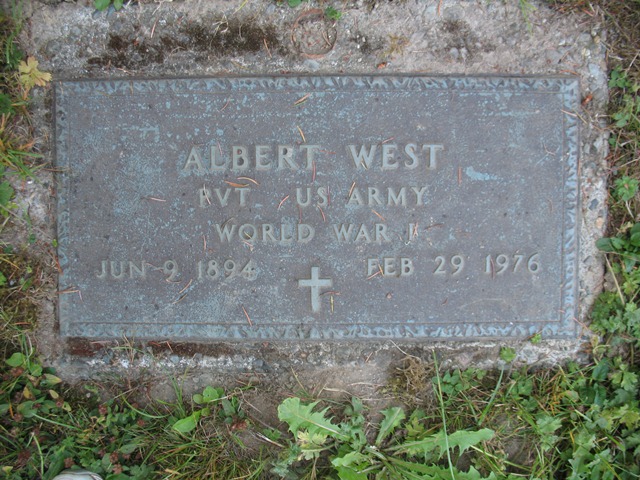 ALBERT WEST
PVT US ARMY
WORLD WAR I
JUN 9 1894 FEB 29 1976